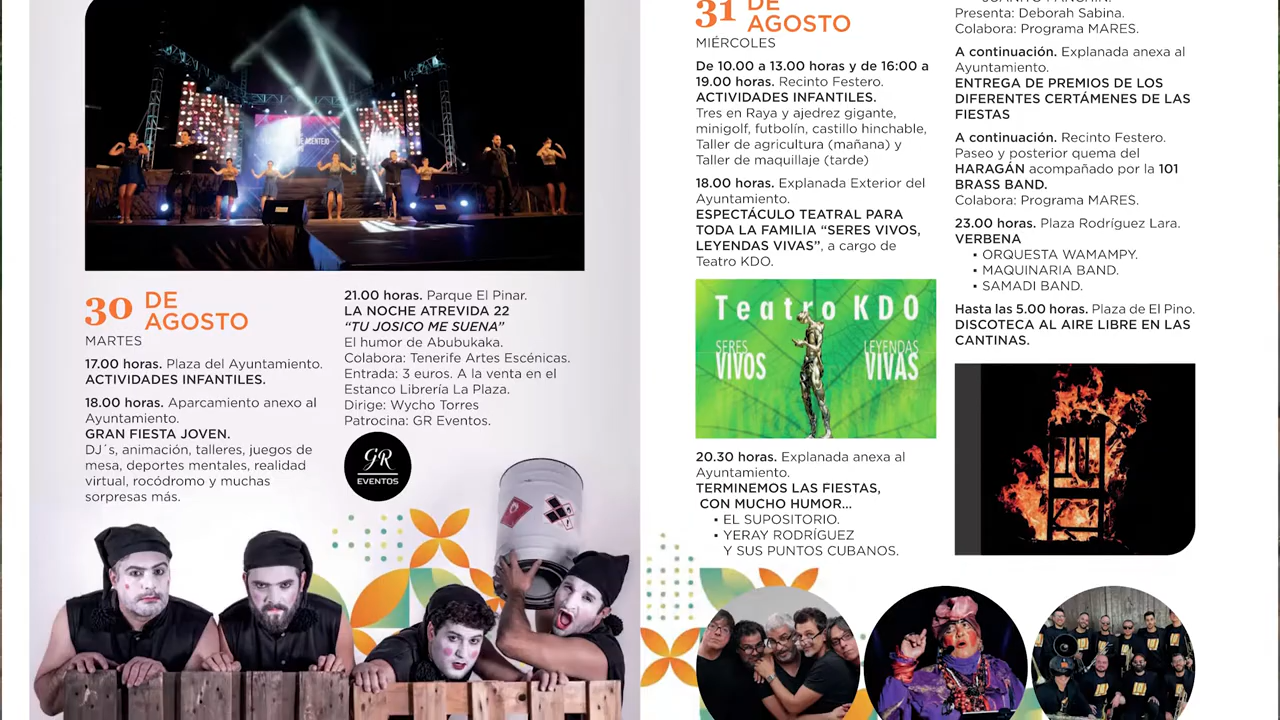 30 DE
AGOSTO
MARTES
17.00 horas. Plaza del Ayuntamiento.
ACTIVIDADES INFANTILES.
18.00 horas. Aparcamiento anexo al
Ayuntamiento.
GRAN FIESTA JOVEN.
DJ´s, animación, talleres, juegos de
mesa, deportes mentales, realidad
virtual, rocódromo y muchas
sorpresas más.
21.00 horas. Parque El Pinar.
LA NOCHE ATREVIDA 22
“TU JOSICO ME SUENA”
El humor de Abubukaka.
Colabora: Tenerife Artes Escénicas.
Entrada: 3 euros. A la venta en el
Estanco Librería La Plaza.
Dirige: Wycho Torres
Patrocina: GR Eventos.
GR
EVENTOS
31 DE
AGOSTO
MIÉRCOLES
De 10.00 a 13.00 horas y de 16:00 a
19.00 horas. Recinto Festero.
ACTIVIDADES INFANTILES.
Tres en Raya y ajedrez gigante,
minigolf, futbolín, castillo hinchable,
Taller de agricultura (mañana) y
Taller de maquillaje (tarde)
18.00 horas. Explanada Exterior del
Ayuntamiento.
ESPECTÁCULO TEATRAL PARA
TODA LA FAMILIA “SERES VIVOS,
LEYENDAS VIVAS”, a cargo de
Teatro KDO.
Teatro KDO
SERES
VIVOS
LEYENDAS
VIVAS
20.30 horas. Explanada anexa al
Ayuntamiento.
TERMINEMOS LAS FIESTAS,
CON MUCHO HUMOR...
▪ EL SUPOSITORIO.
▪ YERAY RODRÍGUEZ
Y SUS PUNTOS CUBANOS.
Presenta: Deborah Sabina.
Colabora: Programa MARES.
A continuación. Explanada anexa al
Ayuntamiento.
ENTREGA DE PREMIOS DE LOS
DIFERENTES CERTÁMENES DE LAS
FIESTAS
A continuación. Recinto Festero.
Paseo y posterior quema del
HARAGÁN acompañado por la 101
BRASS BAND.
Colabora: Programa MARES.
23.00 horas. Plaza Rodríguez Lara.
VERBENA
▪ ORQUESTA WAMAMPY.
▪ MAQUINARIA BAND.
▪ SAMADI BAND.
Hasta las 5.00 horas. Plaza de El Pino.
DISCOTECA AL AIRE LIBRE EN LAS
CANTINAS.